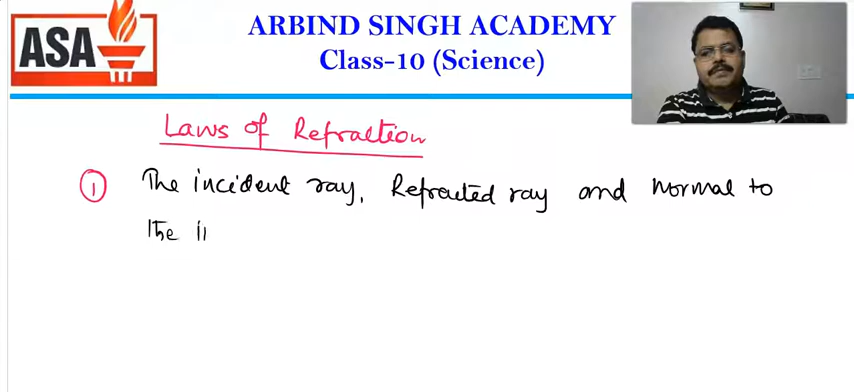 ASA
ARBIND SINGH ACADEMY
Class-10 (Science)
Laws of Refraction
① The incident ray, Refracted ray and normal to
the